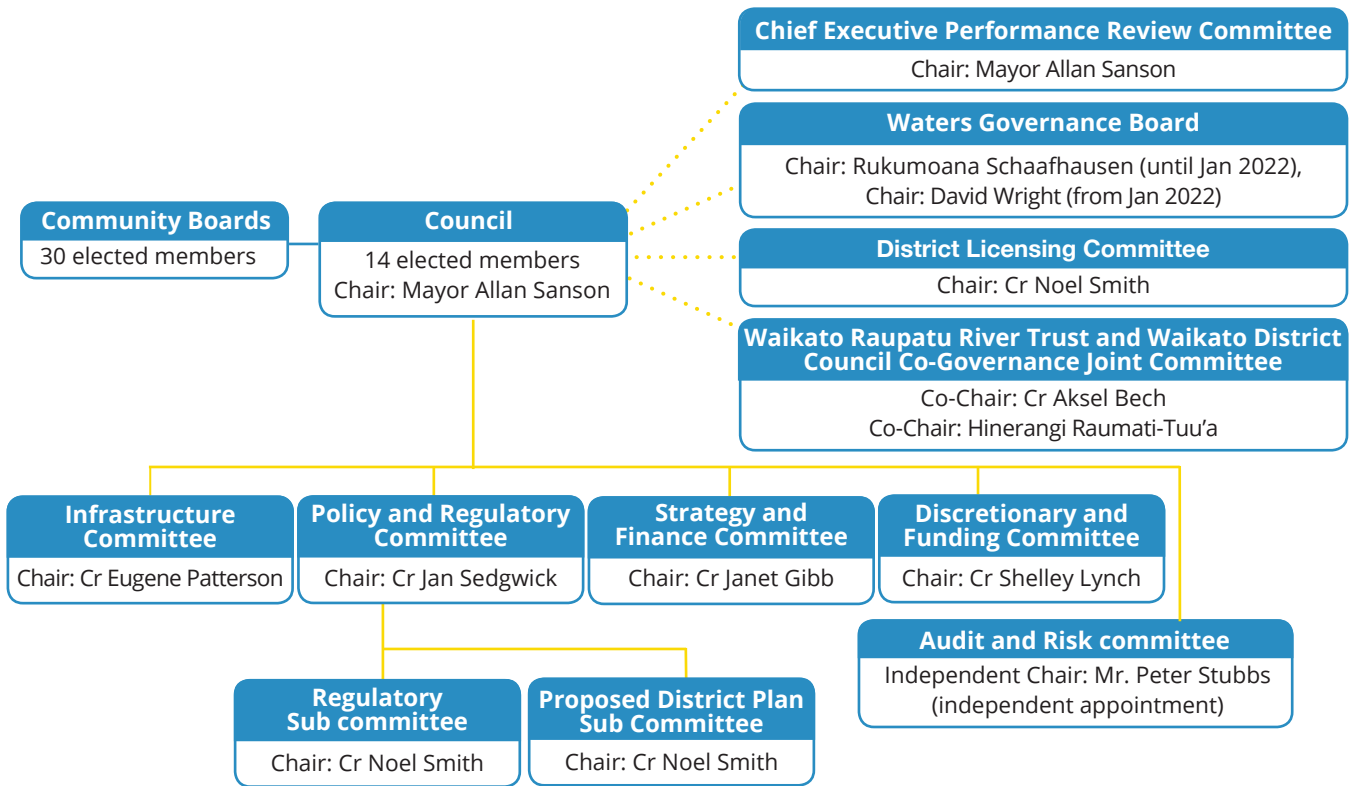 Chief Executive Performance Review Committee
Chair: Mayor Allan Sanson
Waters Governance Board
Chair: Rukumoana Schaafhausen (until Jan 2022),
Chair: David Wright (from Jan 2022)
Community Boards
30 elected members
Council
14 elected members
Chair: Mayor Allan Sanson
District Licensing Committee
Chair: Cr Noel Smith
Waikato Raupatu River Trust and Waikato District
Council Co-Governance Joint Committee
Co-Chair: Cr Aksel Bech
Co-Chair: Hinerangi Raumati-Tuu’a
Infrastructure
Committee
Chair: Cr Eugene Patterson
Policy and Regulatory
Committee
Chair: Cr Jan Sedgwick
Strategy and
Finance Committee
Chair: Cr Janet Gibb
Discretionary and
Funding Committee
Chair: Cr Shelley Lynch
Audit and Risk committee
Independent Chair: Mr. Peter Stubbs
(independent appointment)
Regulatory
Sub committee
Chair: Cr Noel Smith
Proposed District Plan
Sub Committee
Chair: Cr Noel Smith